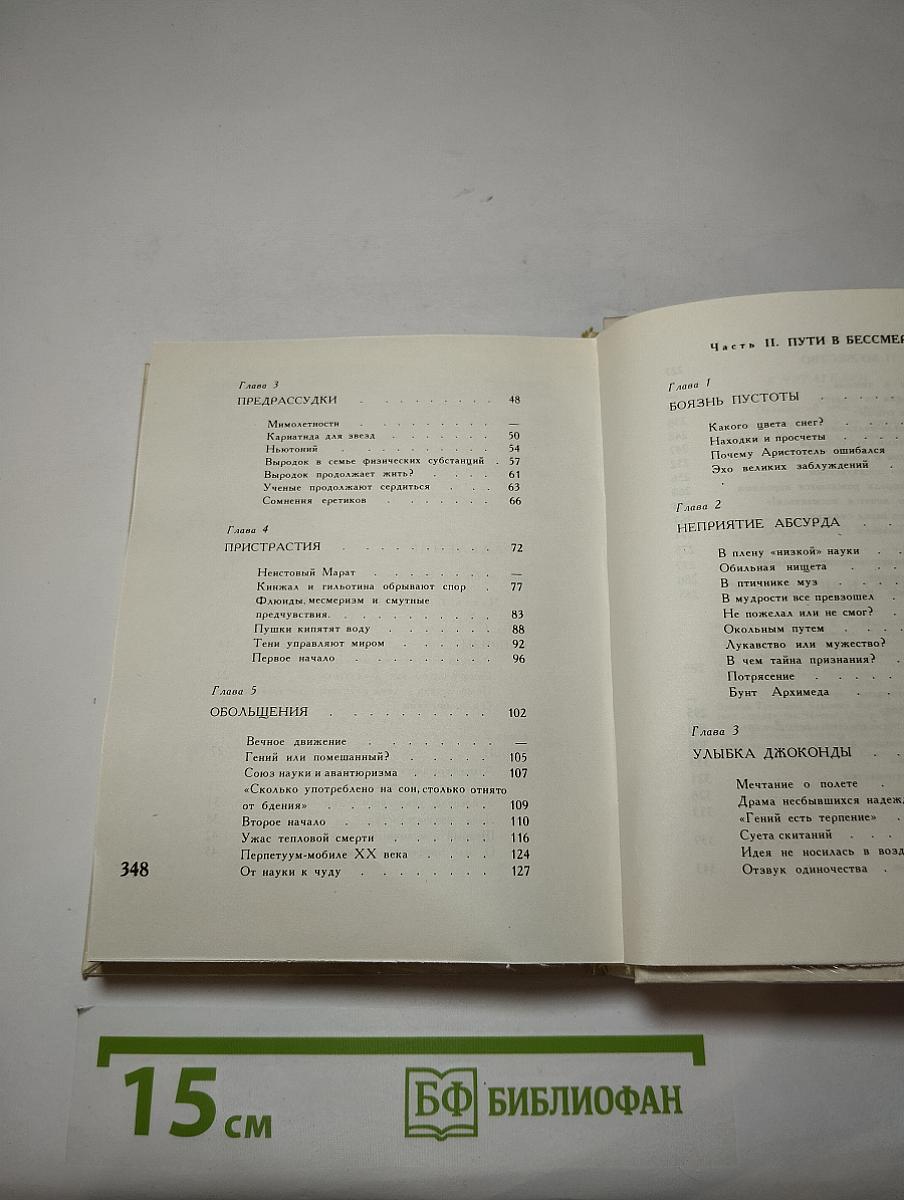 Глава 3
ПРЕДРАССУДКИ . . . . . . . . 48
Мимолетности . . . . . . . . —
Кариатида для звезд . . . . . . . 50
Ньютоний . . . . . . . . . 54
Выродок в семье физических субстанций . 57
Выродок продолжает жить? . . . . 61
Ученые продолжают сердиться . . . . 63
Сомнения еретиков . . . . . . . 66
Глава 4
ПРИСТРАСТИЯ . . . . . . . . . 72
Неистовый Марат . . . . . . . —
Кинжал и гильотина обрывают спор . 77
Флюиды, месмеризм и смутные
предчувствия. . . . . . . . . . 83
Пушки кипятят воду . . . . . . 88
Тени управляют миром . . . . . . 92
Первое начало . . . . . . . . . 96
Глава 5
ОБОЛЬЩЕНИЯ . . . . . . . . . . 102
Вечное движение . . . . . . . —
Гений или помешанный? . . . . . 105
Союз науки и авантюризма . . . . . 107
«Сколько употреблено на сон, столько отнято
от бдения» . . . . . . . . . 109
Второе начало . . . . . . . . 110
Ужас тепловой смерти . . . . . . 116
Перпетуум-мобиле XX века . . . . 124
От науки к чуду . . . . . . . 127
348
Часть II. ПУТИ В БЕССМЕР
Глава 1
БОЯЗНЬ ПУСТОТЫ . . . .
Какого цвета снег? . . . .
Находки и просчеты . . . .
Почему Аристотель ошибался .
Эхо великих заблуждений .
Глава 2
НЕПРИЯТИЕ АБСУРДА . . .
В плену «низкой» науки . .
Обильная нищета . . . .
В птичнике муз . . . .
В мудрости все превзошел .
Не пожелал или не смог? . .
Окольным путем . . . .
Лукавство или мужество? .
В чем тайна признания? . .
Потрясение . . . . .
Бунт Архимеда . . .
Глава 3
УЛЫБКА ДЖОКОНДЫ . .
Мечтание о полете . .
Драма несбывшихся надежд
«Гений есть терпение» .
Суета скитаний . . .
Идея не носилась в возд
Отзвук одиночества .
15 см
БФ БИБЛИОФАН